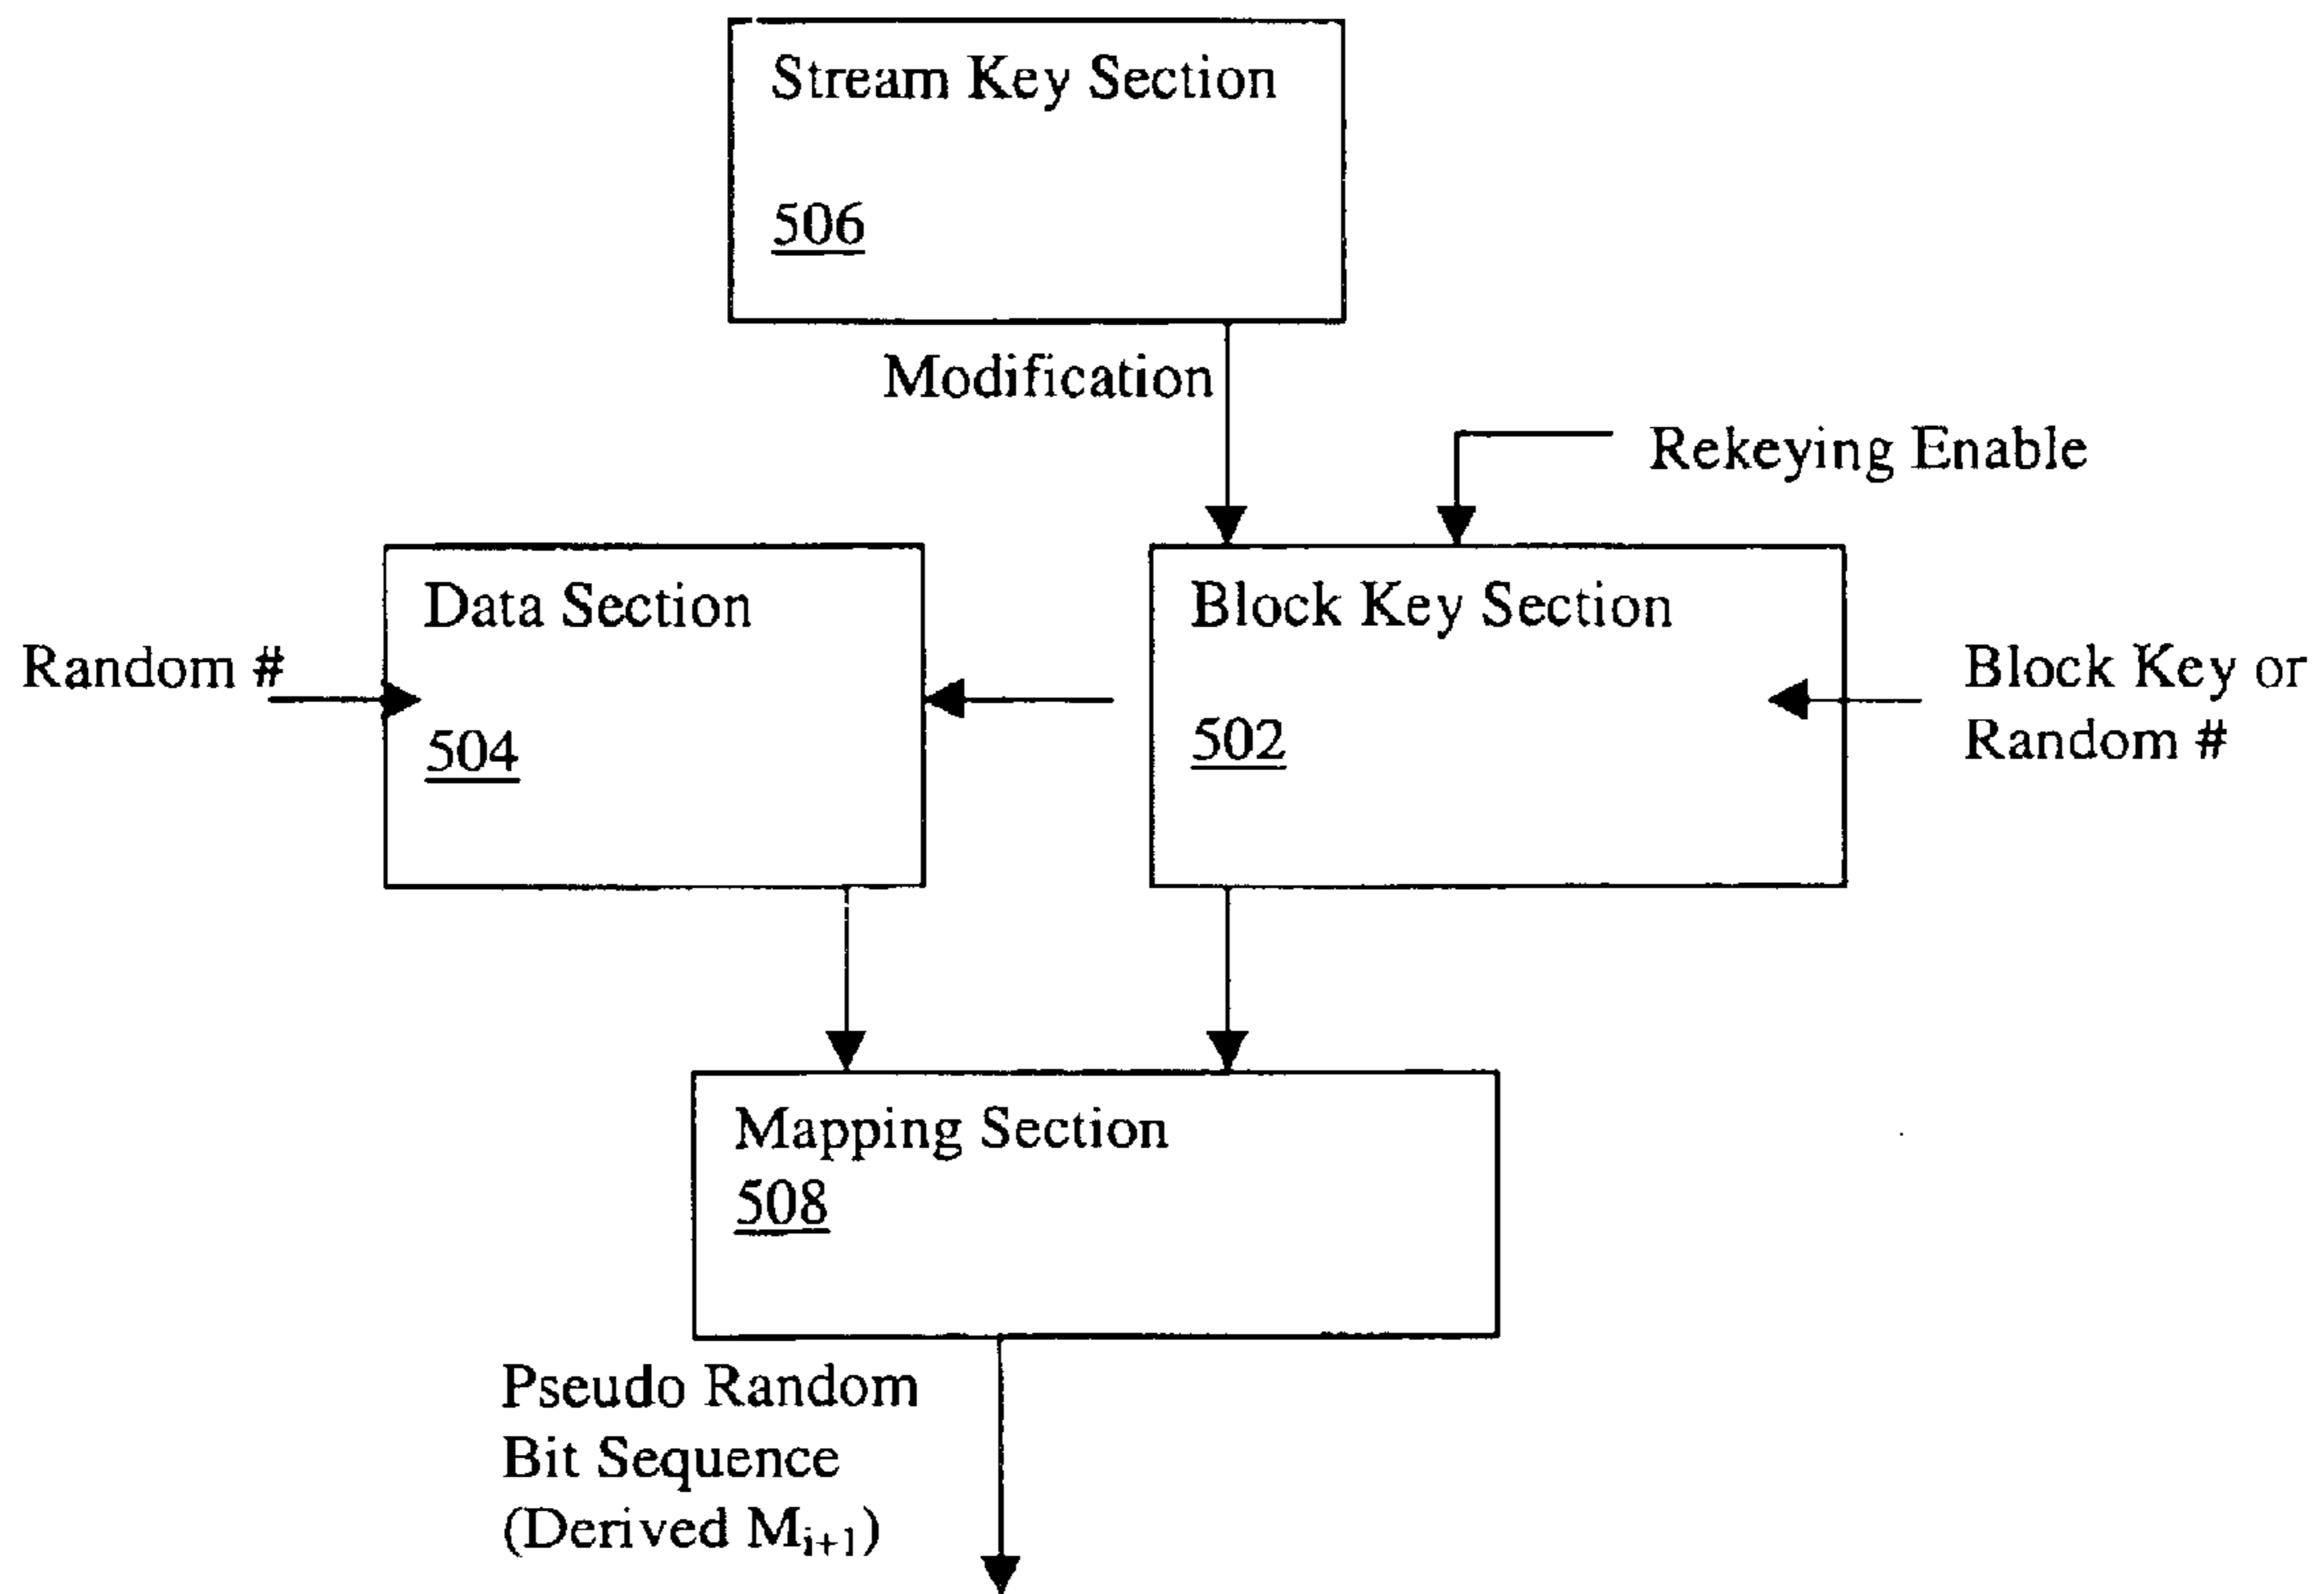 Stream Key Section
506
Modification
Rekeying Enable
Data Section
504
Block Key Section
502
Random #
Block Key or
Random #
Mapping Section
508
Pseudo Random
Bit Sequence
(Derived Mi+1)